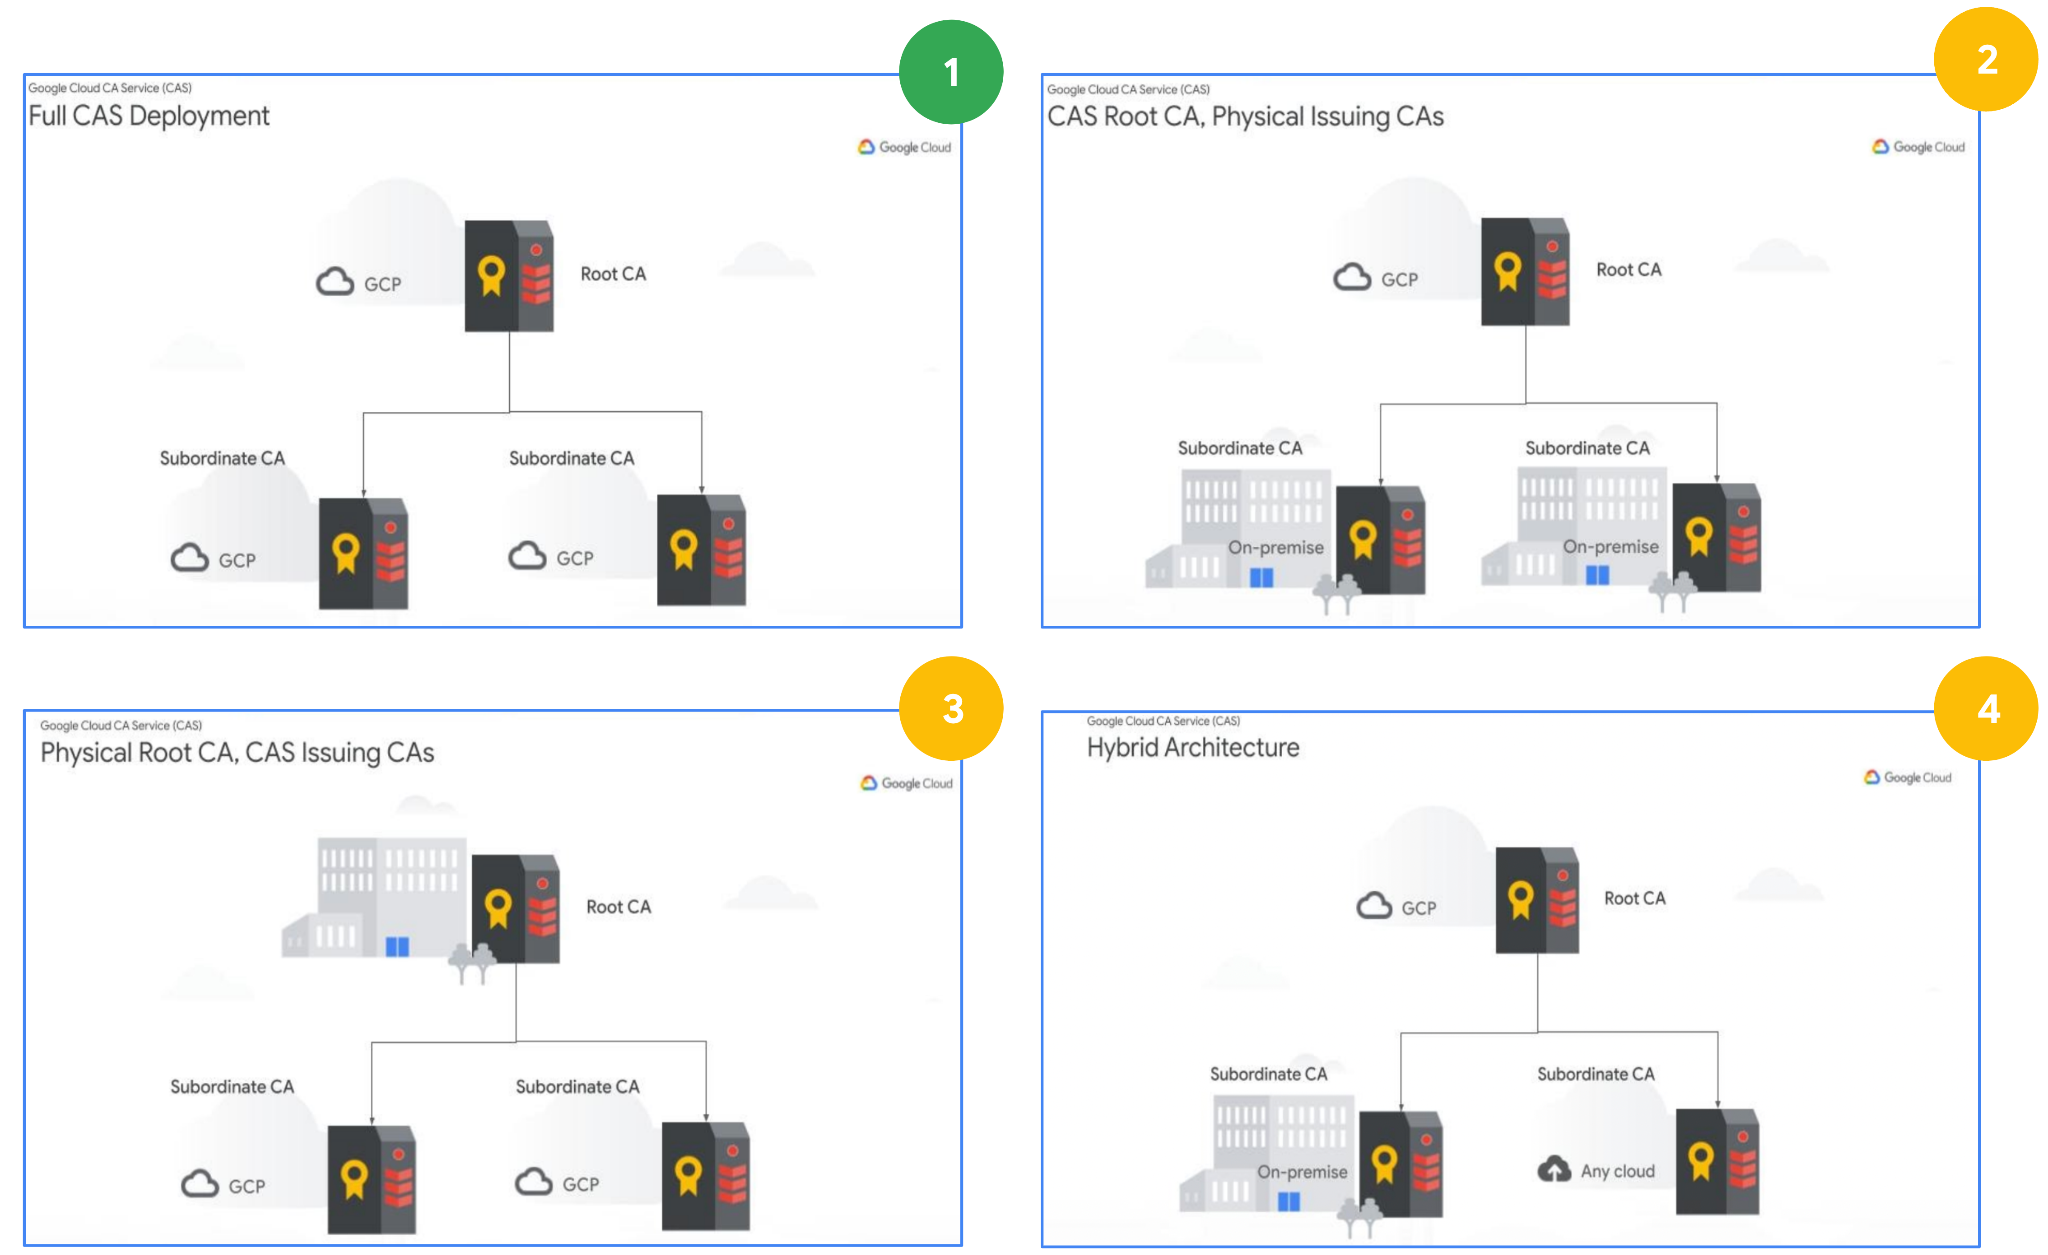 1
Google Cloud CA Service (CAS)
Full CAS Deployment
Google Cloud
GCP
Root CA
Subordinate CA
GCP
Subordinate CA
GCP
2
Google Cloud CA Service (CAS)
CAS Root CA, Physical Issuing CAs
Google Cloud
GCP
Root CA
Subordinate CA
On-premise
Subordinate CA
On-premise
3
Google Cloud CA Service (CAS)
Physical Root CA, CAS Issuing CAs
Google Cloud
Root CA
Subordinate CA
GCP
Subordinate CA
GCP
4
Google Cloud CA Service (CAS)
Hybrid Architecture
Google Cloud
GCP
Root CA
Subordinate CA
On-premise
Subordinate CA
Any cloud